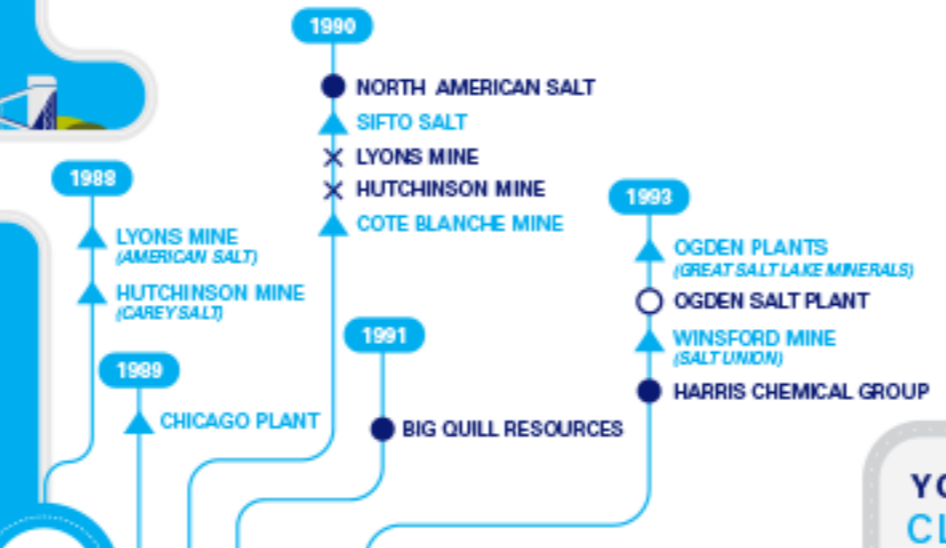 1990
NORTH AMERICAN SALT
SIFTO SALT
LYONS MINE
HUTCHINSON MINE
COTE BLANCHE MINE
1988
LYONS MINE
(AMERICAN SALT)
HUTCHINSON MINE
(CAREY SALT)
1989
CHICAGO PLANT
1991
BIG QUILL RESOURCES
1993
OGDEN PLANTS
(GREAT SALT LAKE MINERALS)
OGDEN SALT PLANT
WINSFORD MINE
(SALT UNION)
HARRIS CHEMICAL GROUP